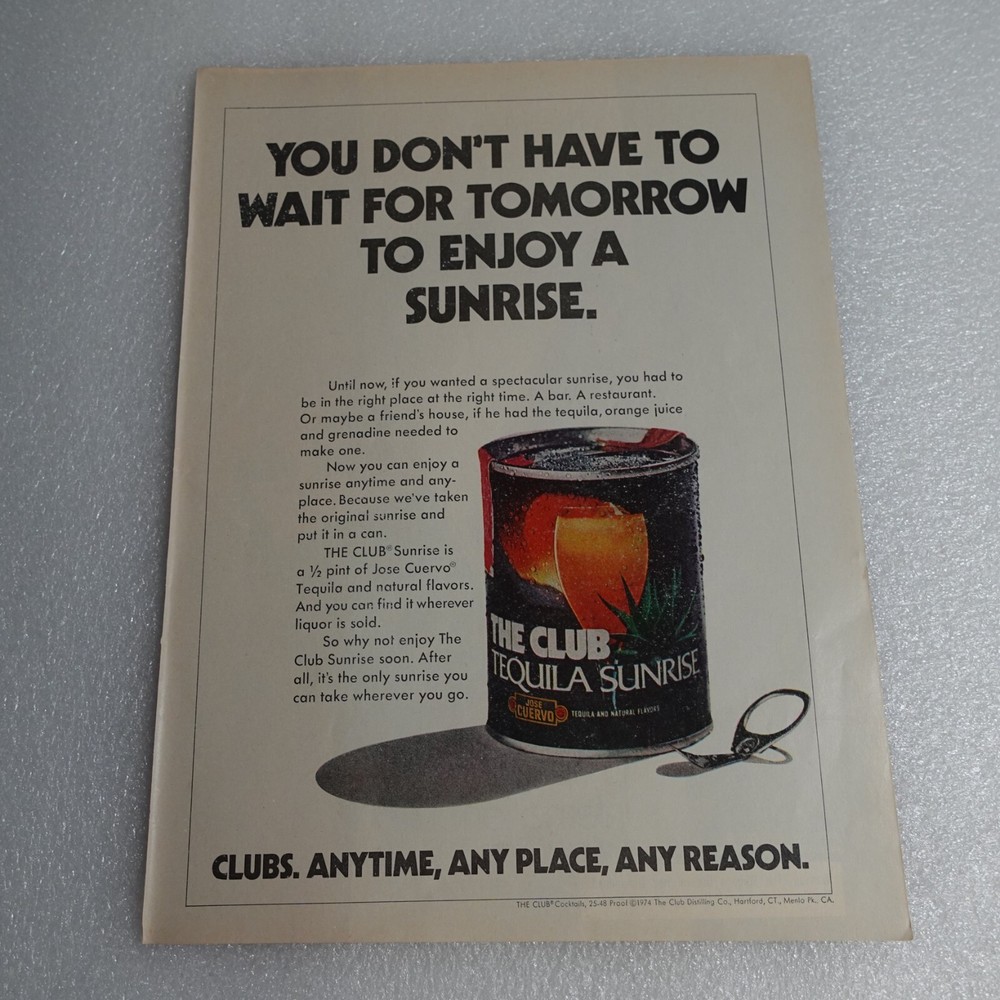 YOU DON'T HAVE TO
WAIT FOR TOMORROW
TO ENJOY A
SUNRISE.
Until now, if you wanted a spectacular sunrise, you had to
be in the right place at the right time. A bar. A restaurant.
Or maybe a friend's house, if he had the tequila, orange juice
and grenadine needed to
make one.
Now you can enjoy a
sunrise anytime and any-
place. Because we've taken
the original sunrise and
put it in a can.
THE CLUB® Sunrise is
a ½ pint of Jose Cuervo®
Tequila and natural flavors.
And you can find it wherever
liquor is sold.
So why not enjoy The
Club Sunrise soon. After
all, it's the only sunrise you
can take wherever you go.
THE CLUB
TEQUILA SUNRISE
JOSE
CUERVO
TEQUILA AND NATURAL FLAVORS
CLUBS. ANYTIME, ANY PLACE, ANY REASON.
THE CLUB® Cocktails, 25-48 Proof ©1974 The Club Distilling Co., Hartford, CT., Menlo Pk. CA.